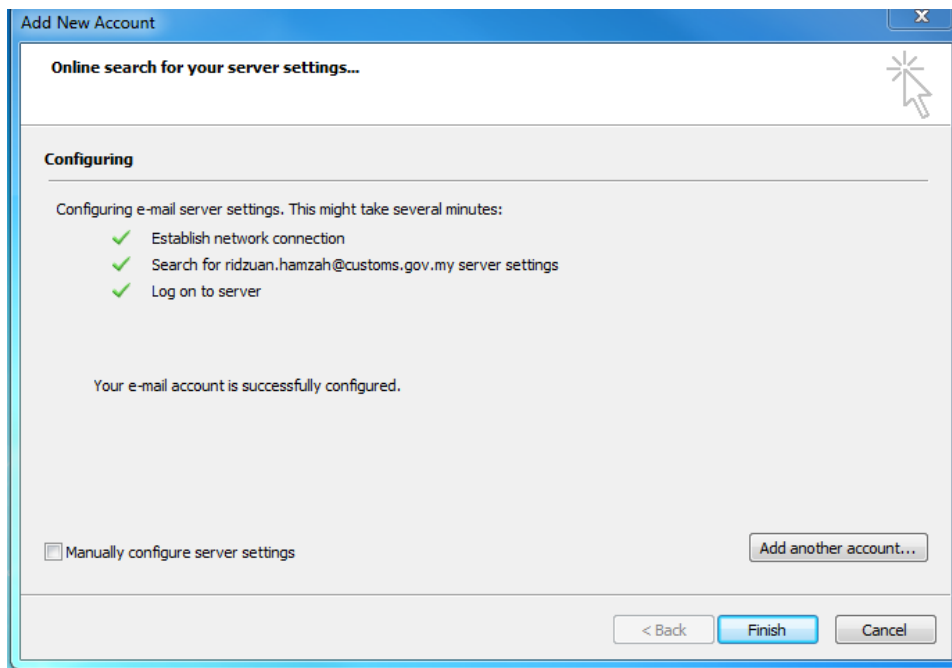 Add New Account
X
Online search for your server settings...
Configuring
Configuring e-mail server settings. This might take several minutes:
Establish network connection
Search for ridzuan.hamzah@customs.gov.my server settings
Log on to server
Your e-mail account is successfully configured.
Manually configure server settings
Add another account...
< Back
Finish
Cancel